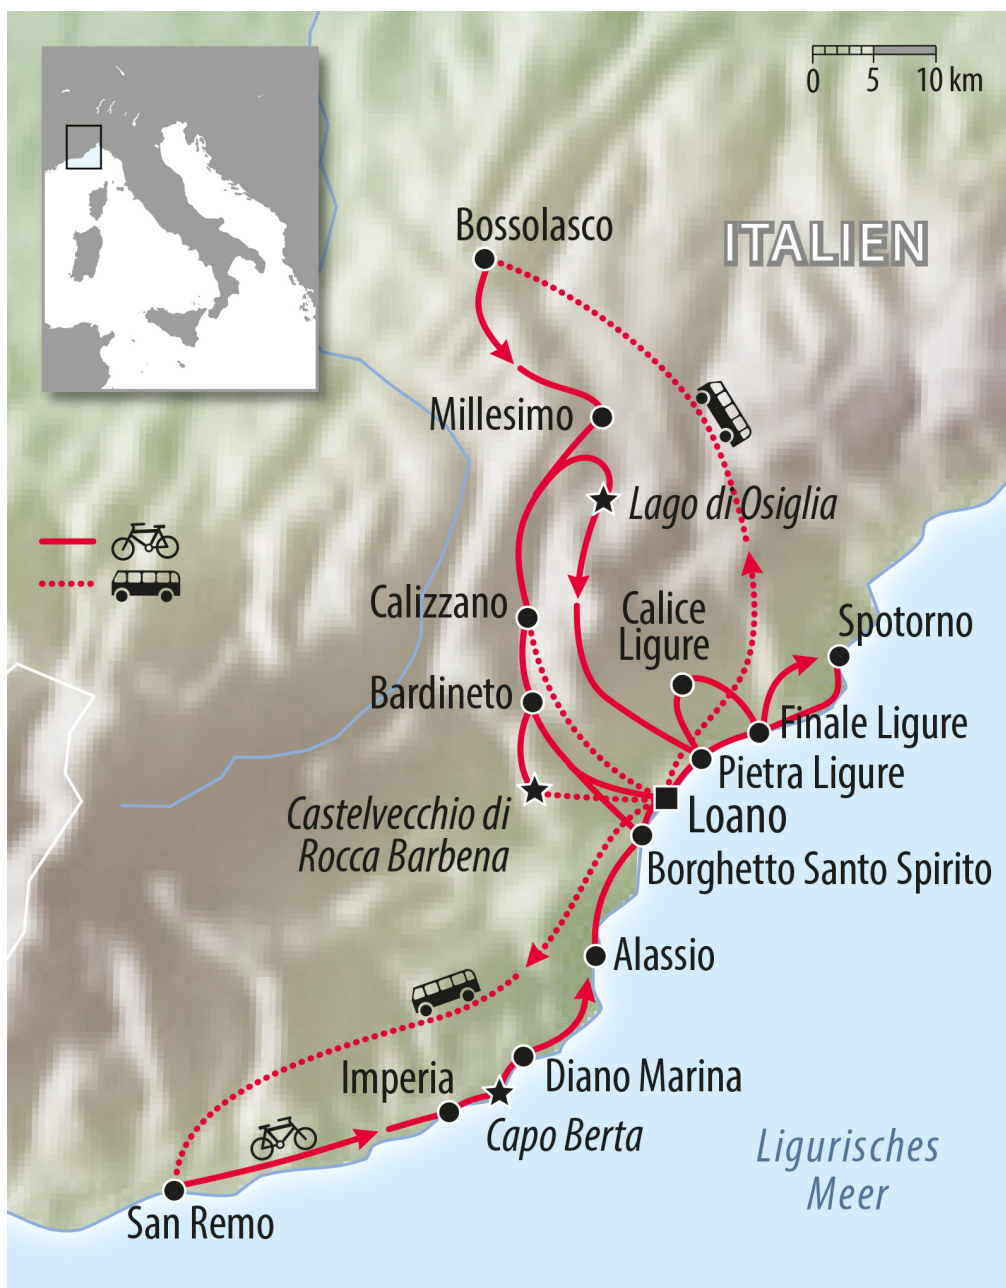 0 5 10 km
Bossolasco
ITALIEN
Millesimo
Lago di Osiglia
Calizzano
Calice
Ligure
Spotorno
Bardineto
Finale Ligure
Pietra Ligure
Castelvecchio di
Rocca Barbena
Loano
Borghetto Santo Spirito
Alassio
Imperia
Diano Marina
Capo Berta
Ligurisches
Meer
San Remo